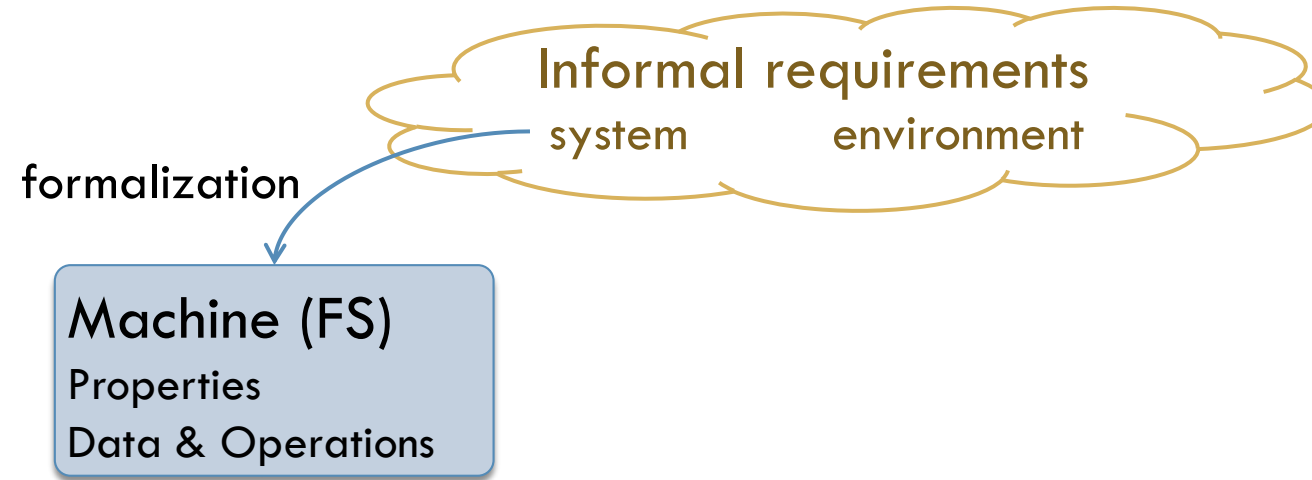 Informal requirements
system environment
formalization
Machine (FS)
Properties
Data & Operations